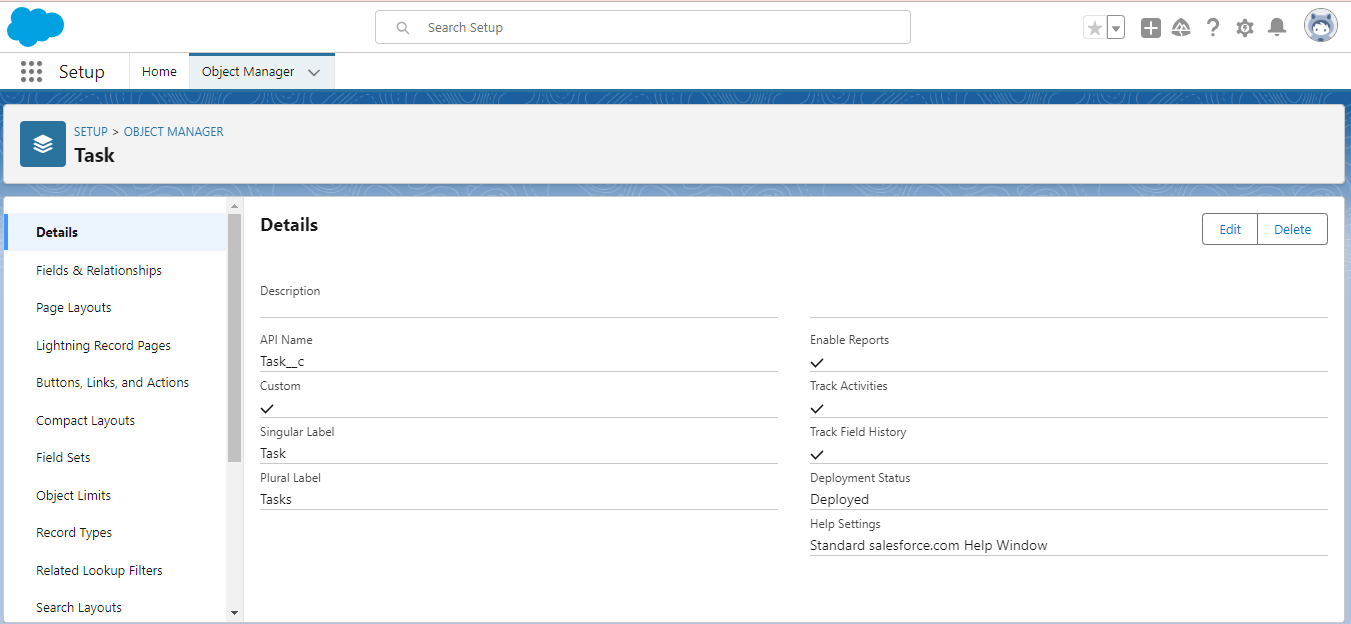 Search Setup
Setup
Home
Object Manager
SETUP > OBJECT MANAGER
Task
Details
Fields & Relationships
Page Layouts
Lightning Record Pages
Buttons, Links, and Actions
Compact Layouts
Field Sets
Object Limits
Record Types
Related Lookup Filters
Search Layouts
Details
Edit
Delete
Description
API Name
Task__c
Custom
Singular Label
Task
Plural Label
Tasks
Enable Reports
Track Activities
Track Field History
Deployment Status
Deployed
Help Settings
Standard salesforce.com Help Window